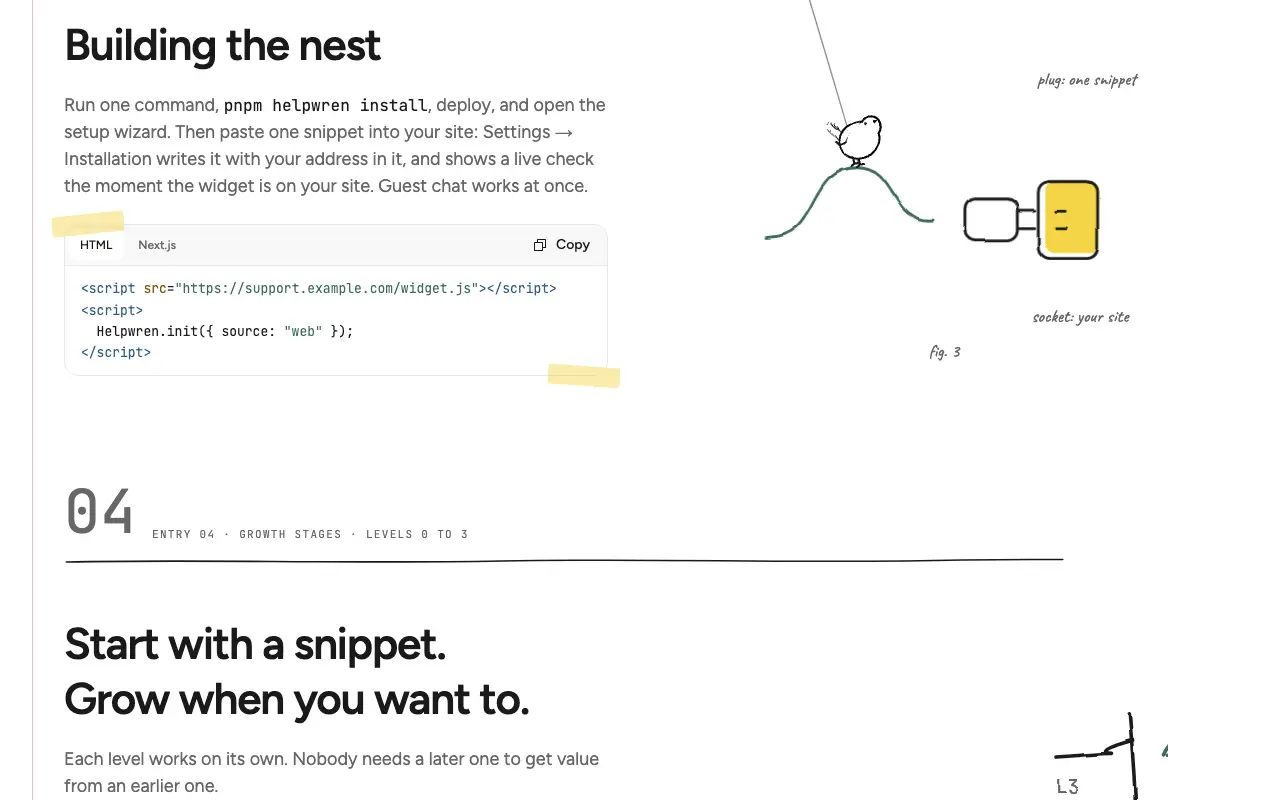 Building the nest
Run one command, pnpm helpwren install, deploy, and open the
setup wizard. Then paste one snippet into your site: Settings →
Installation writes it with your address in it, and shows a live check
the moment the widget is on your site. Guest chat works at once.
HTML Next.js Copy
<script src="https://support.example.com/widget.js"></script>
<script>
  Helpwren.init({ source: "web" });
</script>
plug: one snippet
socket: your site
fig. 3
04 ENTRY 04 · GROWTH STAGES · LEVELS 0 TO 3
Start with a snippet.
Grow when you want to.
Each level works on its own. Nobody needs a later one to get value
from an earlier one.
L3